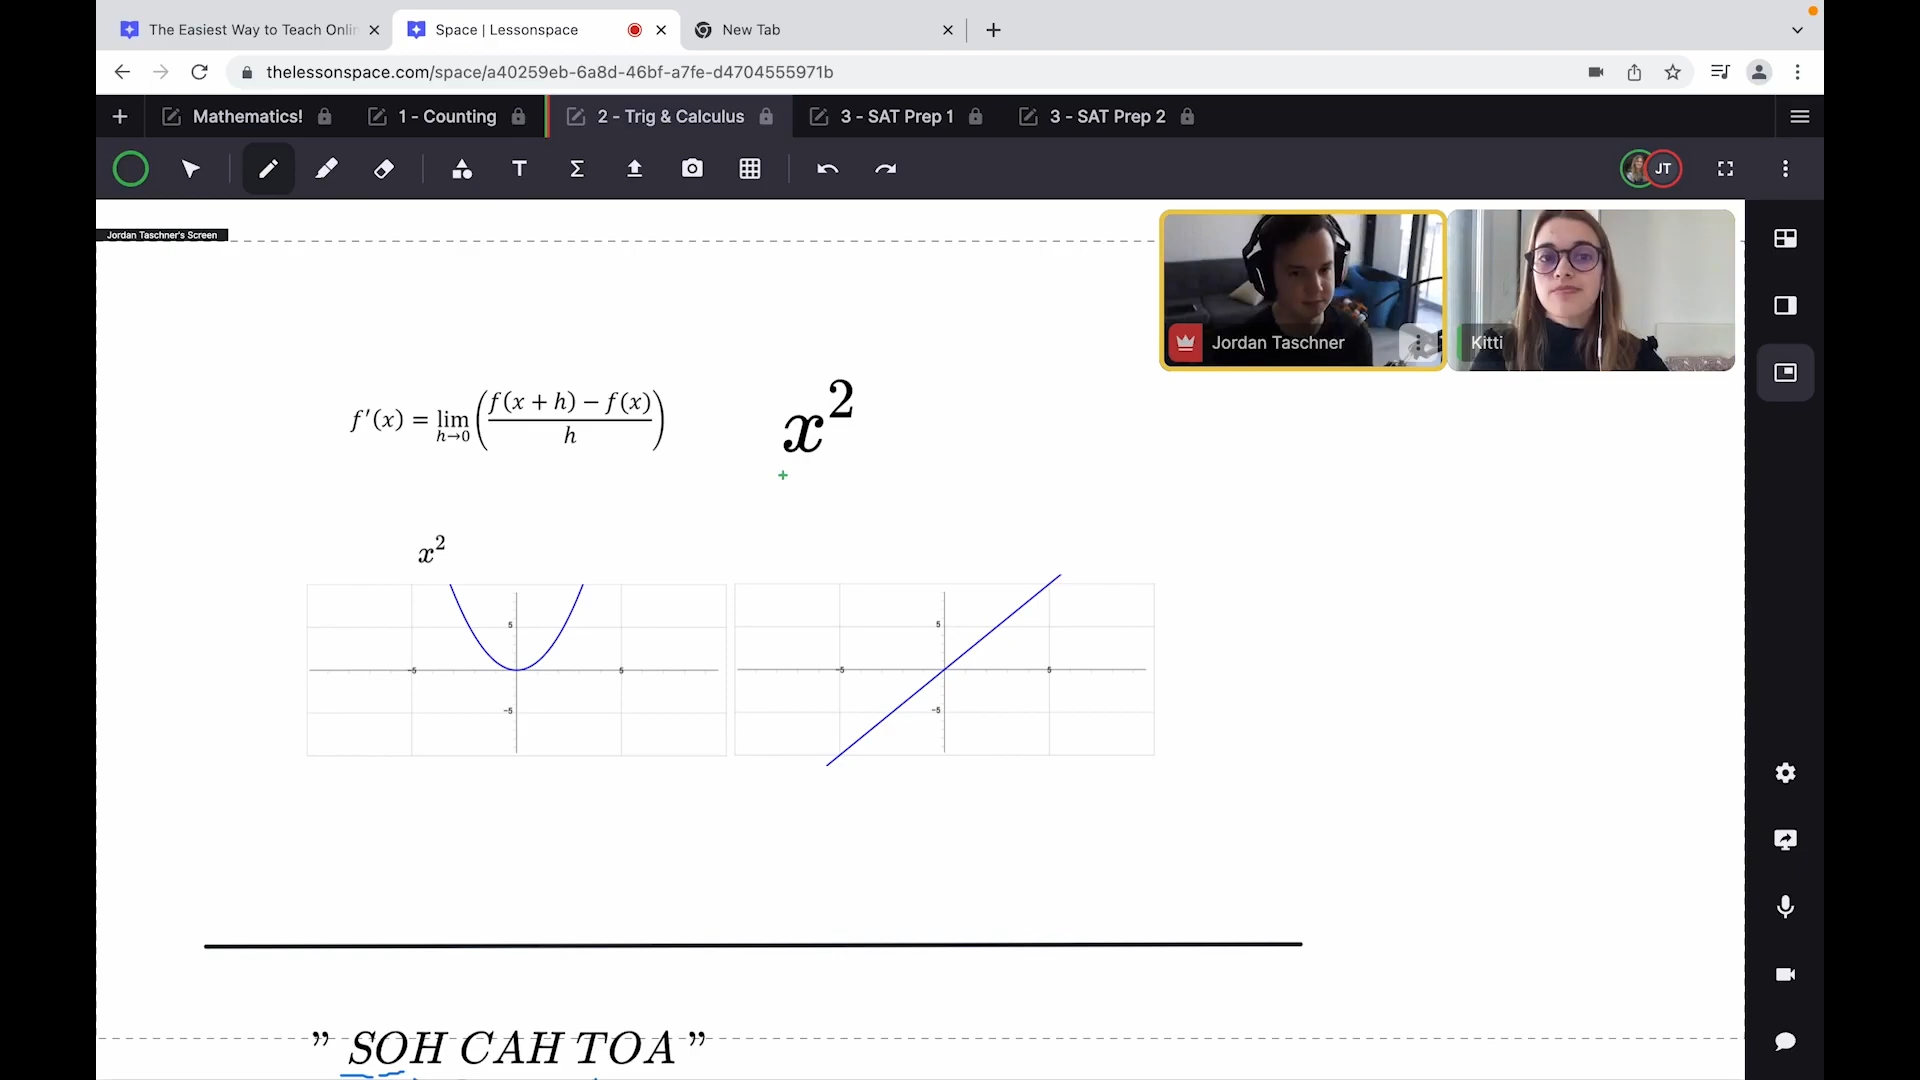 The Easiest Way to Teach Onlin
Space | Lessonspace
New Tab
thelessonspace.com/space/a40259eb-6a8d-46bf-a7fe-d4704555971b
Mathematics!
1 - Counting
2 - Trig & Calculus
3 - SAT Prep 1
3 - SAT Prep 2
T
Σ
JT
Jordan Taschner's Screen
Jordan Taschner
Kitti
f′(x) = lim h→0 (f(x + h) − f(x) / h)
x²
x²
5
-5
5
-5
5
-5
5
-5
" SOH CAH TOA "